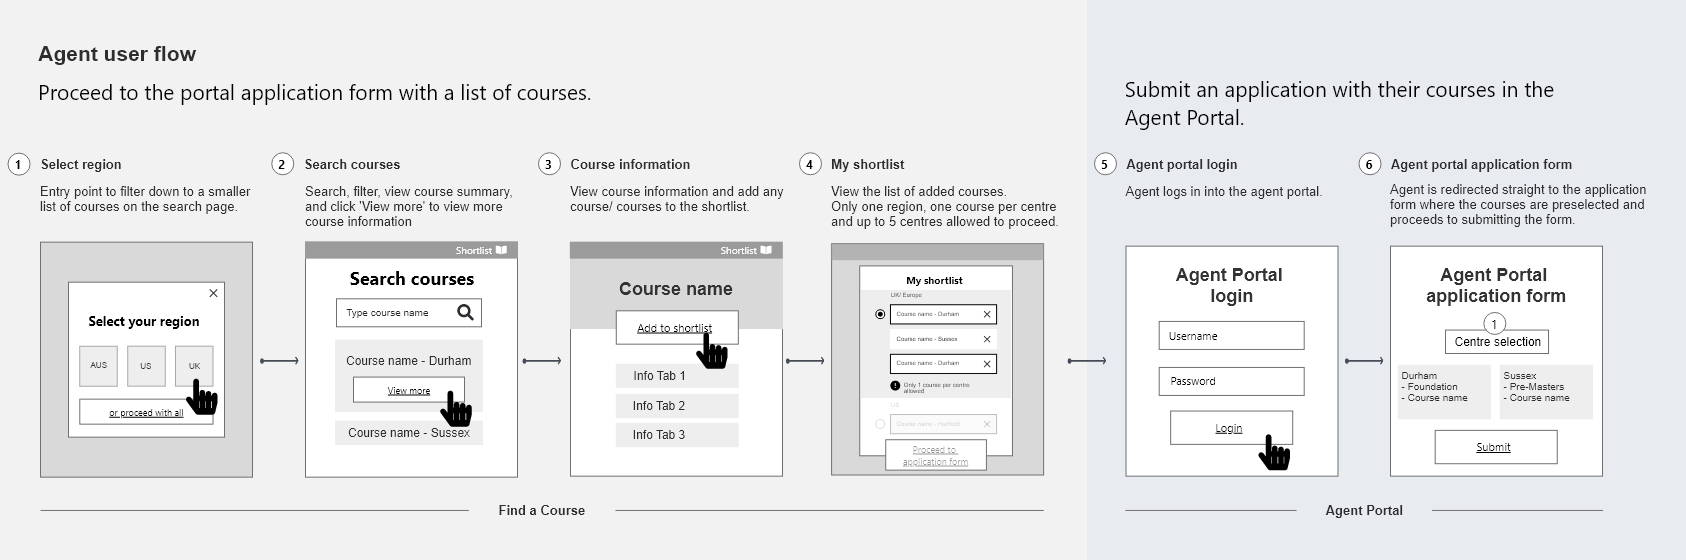 Agent user flow
Proceed to the portal application form with a list of courses.
Submit an application with their courses in the
Agent Portal.
1 Select region
Entry point to filter down to a smaller
list of courses on the search page.
Select your region
AUS US UK
or proceed with all
2 Search courses
Search, filter, view course summary,
and click 'View more' to view more
course information
Shortlist
Search courses
Type course name
Course name - Durham
View more
Course name - Sussex
3 Course information
View course information and add any
course/ courses to the shortlist.
Shortlist
Course name
Add to shortlist
Info Tab 1
Info Tab 2
Info Tab 3
4 My shortlist
View the list of added courses.
Only one region, one course per centre
and up to 5 centres allowed to proceed.
My shortlist
UK/ Europe
Course name - Durham
Course name - Sussex
Course name - Durham
Only 1 course per centre
allowed
US
Course name - Hartford
Proceed to
application form
5 Agent portal login
Agent logs in into the agent portal.
Agent Portal
login
Username
Password
Login
6 Agent portal application form
Agent is redirected straight to the application
form where the courses are preselected and
proceeds to submitting the form.
Agent Portal
application form
1
Centre selection
Durham
- Foundation
- Course name
Sussex
- Pre-Masters
- Course name
Submit
Find a Course
Agent Portal